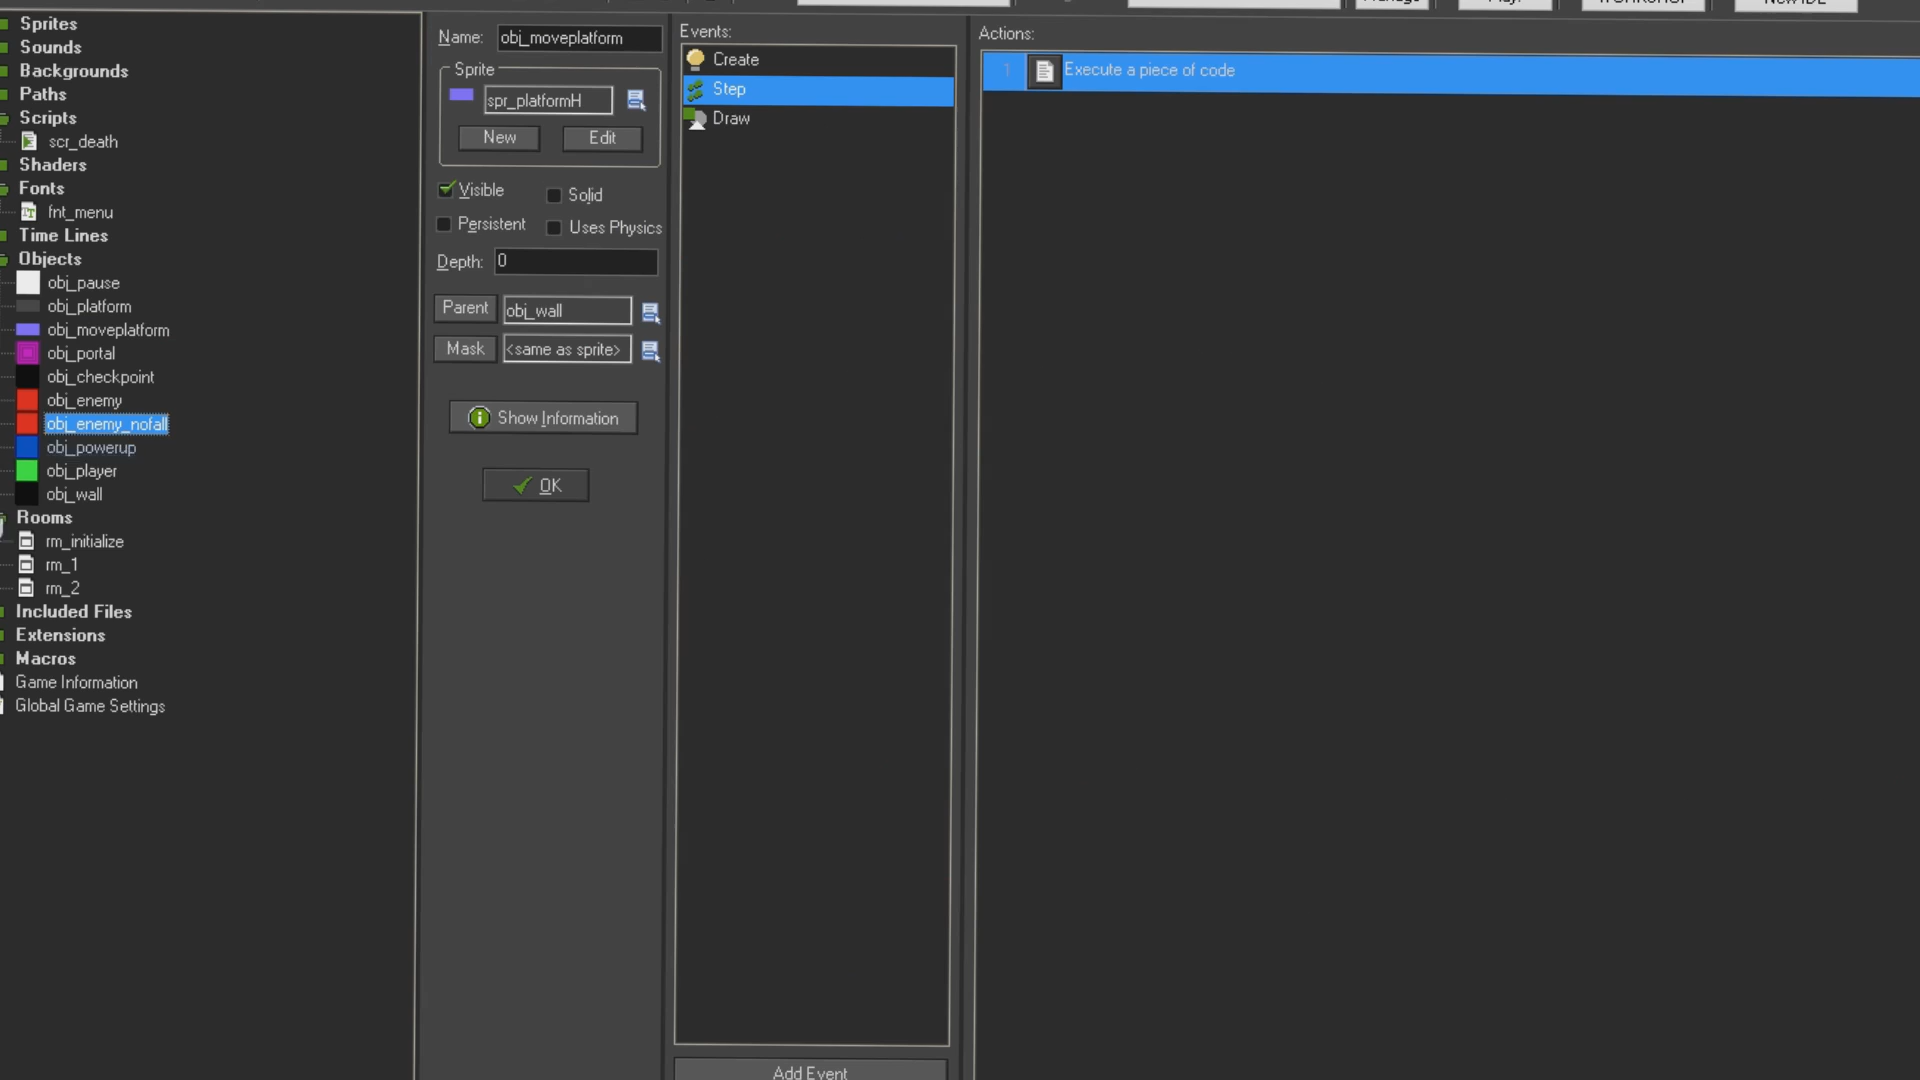 Sprites
Sounds
Backgrounds
Paths
Scripts
scr_death
Shaders
Fonts
fnt_menu
Time Lines
Objects
obj_pause
obj_platform
obj_moveplatform
obj_portal
obj_checkpoint
obj_enemy
obj_enemy_nofall
obj_powerup
obj_player
obj_wall
Rooms
rm_initialize
rm_1
rm_2
Included Files
Extensions
Macros
Game Information
Global Game Settings
Name: obj_moveplatform
Sprite
spr_platformH
New Edit
Visible Solid
Persistent Uses Physics
Depth: 0
Parent obj_wall
Mask <same as sprite>
Show Information
OK
Events:
Create
Step
Draw
Add Event
Actions:
1 Execute a piece of code